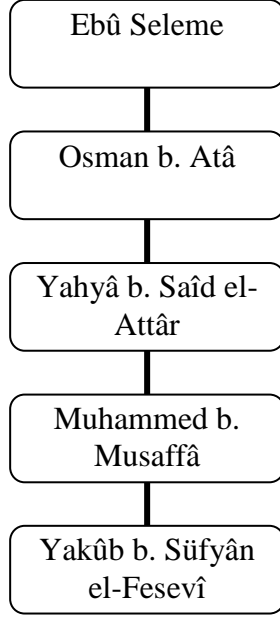 Ebû Seleme
Osman b. Atâ
Yahyâ b. Saîd el-
Attâr
Muhammed b.
Musaffâ
Yakûb b. Süfyân
el-Fesevî